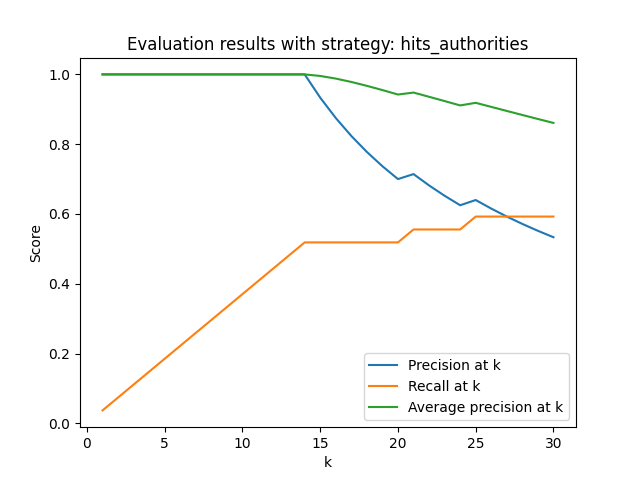 Evaluation results with strategy: hits_authorities
1.0
0.8
0.6
0.4
0.2
0.0
Score
0 5 10 15 20 25 30
k
Precision at k
Recall at k
Average precision at k